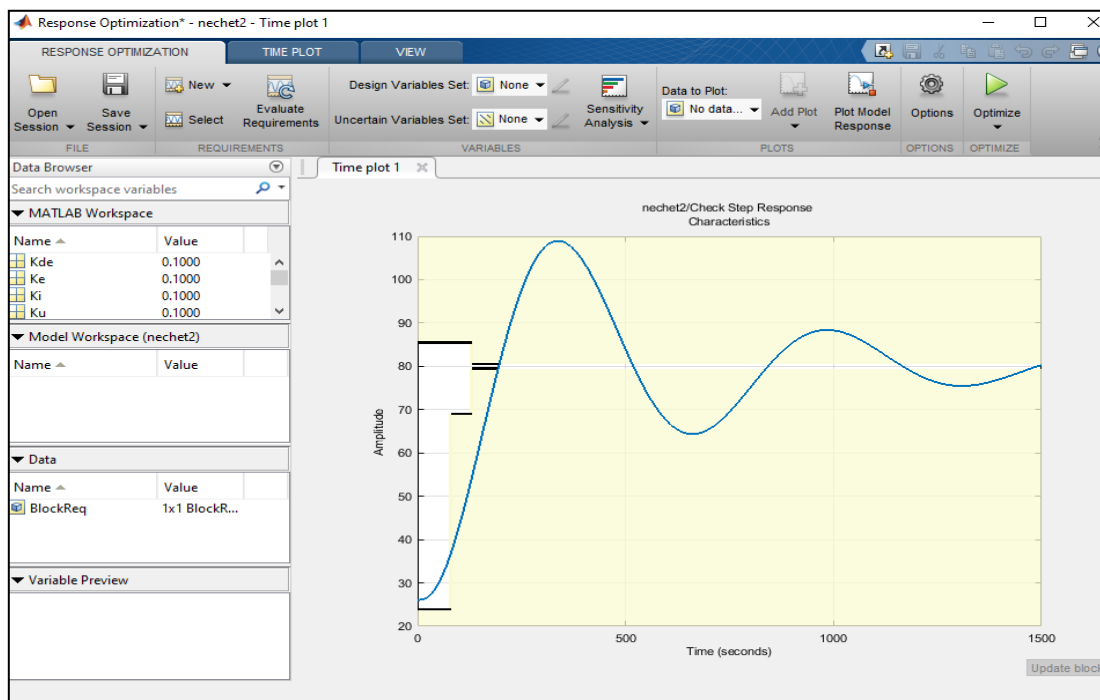 Response Optimization* - nechet2 - Time plot 1
RESPONSE OPTIMIZATION TIME PLOT VIEW
Open Session
Save Session
FILE
New
Select
Evaluate Requirements
REQUIREMENTS
Design Variables Set: None
Uncertain Variables Set: None
Sensitivity Analysis
VARIABLES
Data to Plot:
No data...
Add Plot
Plot Model Response
PLOTS
Options
OPTIONS
Optimize
OPTIMIZE
Data Browser
Search workspace variables
MATLAB Workspace
Name Value
Kde 0.1000
Ke 0.1000
Ki 0.1000
Ku 0.1000
Model Workspace (nechet2)
Name Value
Data
Name Value
BlockReq 1x1 BlockR...
Variable Preview
Time plot 1
nechet2/Check Step Response
Characteristics
Amplitude
110
100
90
80
70
60
50
40
30
20
0 500 1000 1500
Time (seconds)
Update block